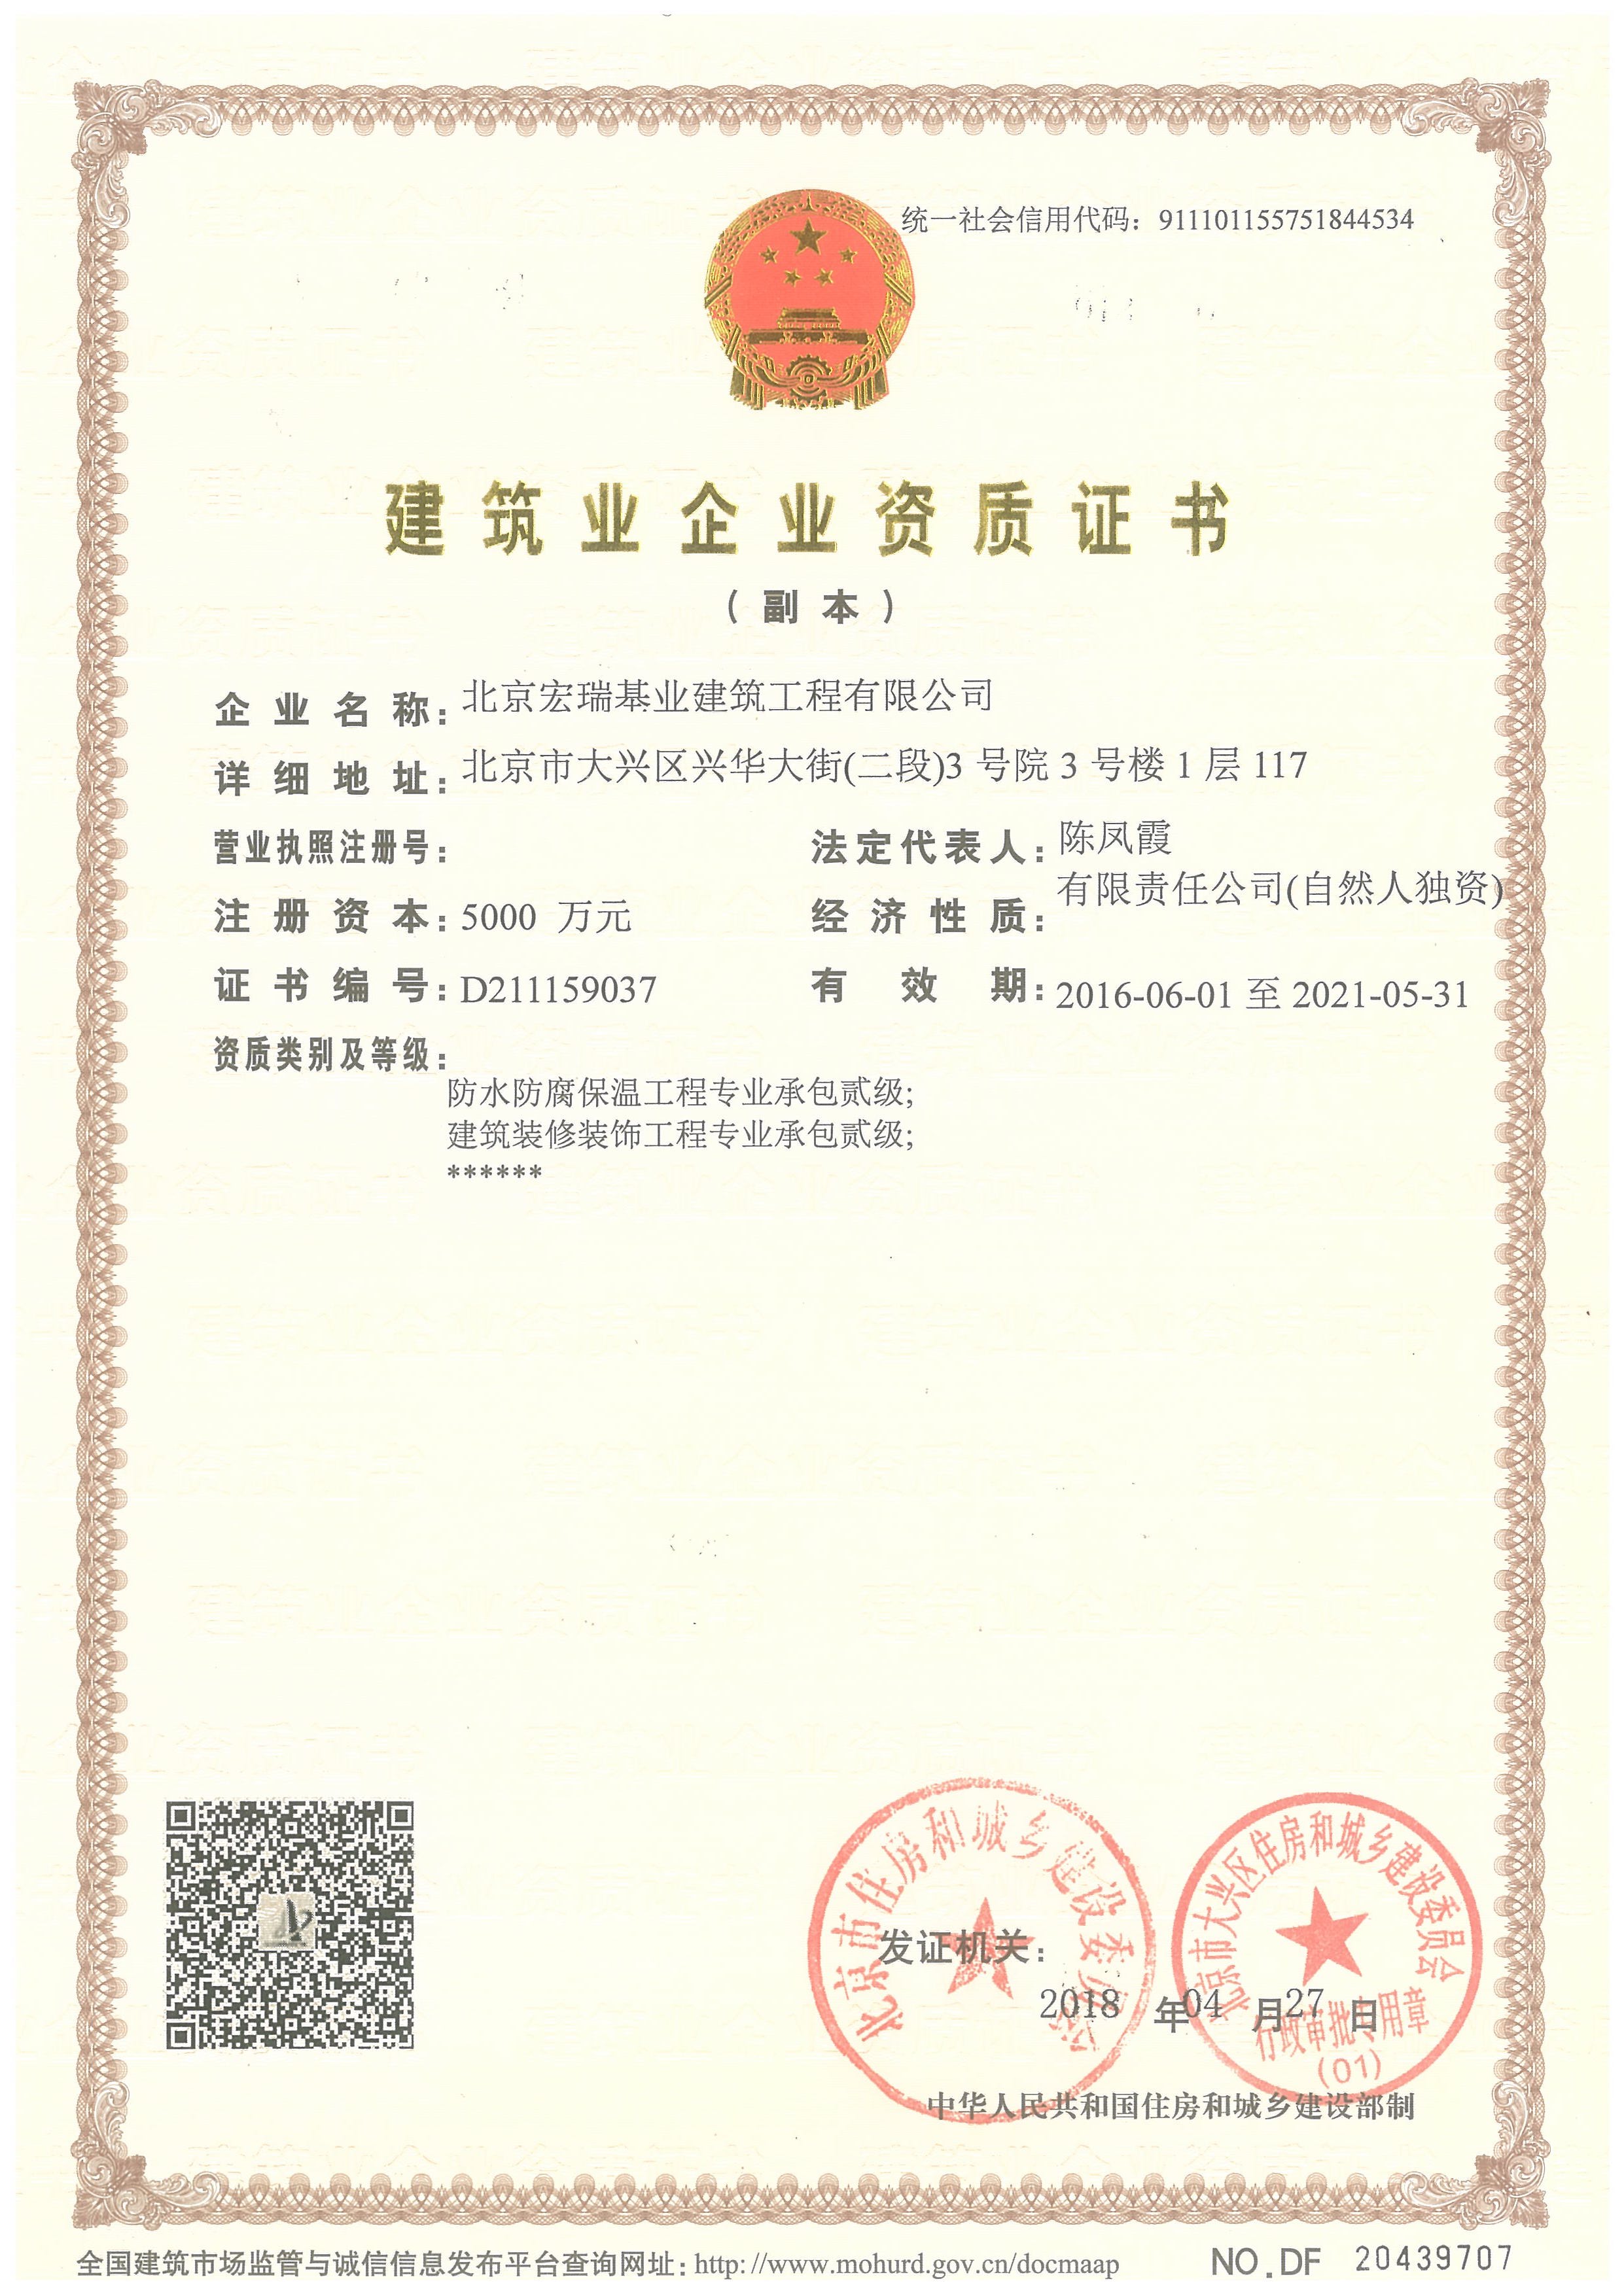 统一社会信用代码：911101155751844534
建筑业企业资质证书
（副本）
企业名称：北京宏瑞基业建筑工程有限公司
详细地址：北京市大兴区兴华大街(二段)3 号院 3 号楼 1 层 117
营业执照注册号：
法定代表人：陈凤霞
注册资本：5000 万元
经济性质：有限责任公司(自然人独资)
证书编号：D211159037
有效期：2016-06-01 至 2021-05-31
资质类别及等级：
防水防腐保温工程专业承包贰级;
建筑装修装饰工程专业承包贰级;
******
北京市住房和城乡建设委员会
北京市大兴区住房和城乡建设委员会
行政审批专用章
(01)
发证机关：
2018 年04 月27 日
中华人民共和国住房和城乡建设部制
全国建筑市场监管与诚信信息发布平台查询网址：http://www.mohurd.gov.cn/docmaap
NO.DF 20439707